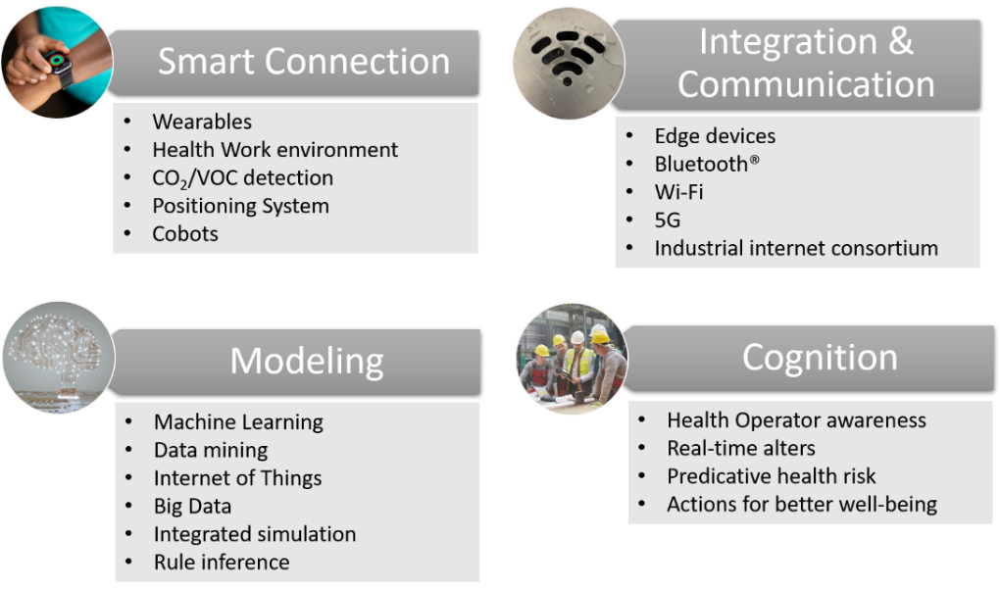 Smart Connection
• Wearables
• Health Work environment
• CO₂/VOC detection
• Positioning System
• Cobots
Integration &
Communication
• Edge devices
• Bluetooth®
• Wi-Fi
• 5G
• Industrial internet consortium
Modeling
• Machine Learning
• Data mining
• Internet of Things
• Big Data
• Integrated simulation
• Rule inference
Cognition
• Health Operator awareness
• Real-time alters
• Predicative health risk
• Actions for better well-being